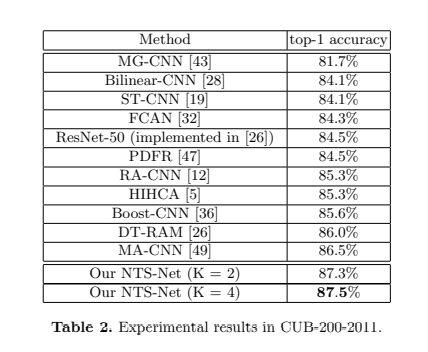 Method top-1 accuracy
MG-CNN [43] 81.7%
Bilinear-CNN [28] 84.1%
ST-CNN [19] 84.1%
FCAN [32] 84.3%
ResNet-50 (implemented in [26]) 84.5%
PDFR [47] 84.5%
RA-CNN [12] 85.3%
HIHCA [5] 85.3%
Boost-CNN [36] 85.6%
DT-RAM [26] 86.0%
MA-CNN [49] 86.5%
Our NTS-Net (K = 2) 87.3%
Our NTS-Net (K = 4) 87.5%
Table 2. Experimental results in CUB-200-2011.